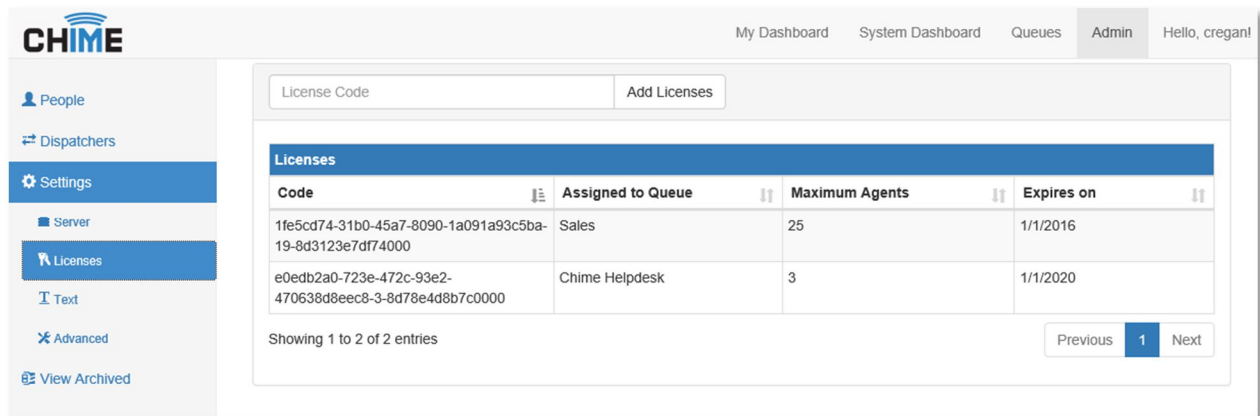 CHIME
My Dashboard System Dashboard Queues Admin Hello, cregan!
People
Dispatchers
Settings
Server
Licenses
Text
Advanced
View Archived
License Code Add Licenses
Licenses
Code Assigned to Queue Maximum Agents Expires on
1fe5cd74-31b0-45a7-8090-1a091a93c5ba- Sales 25 1/1/2016
19-8d3123e7df74000
e0edb2a0-723e-472c-93e2- Chime Helpdesk 3 1/1/2020
470638d8eec8-3-8d78e4d8b7c0000
Showing 1 to 2 of 2 entries
Previous 1 Next